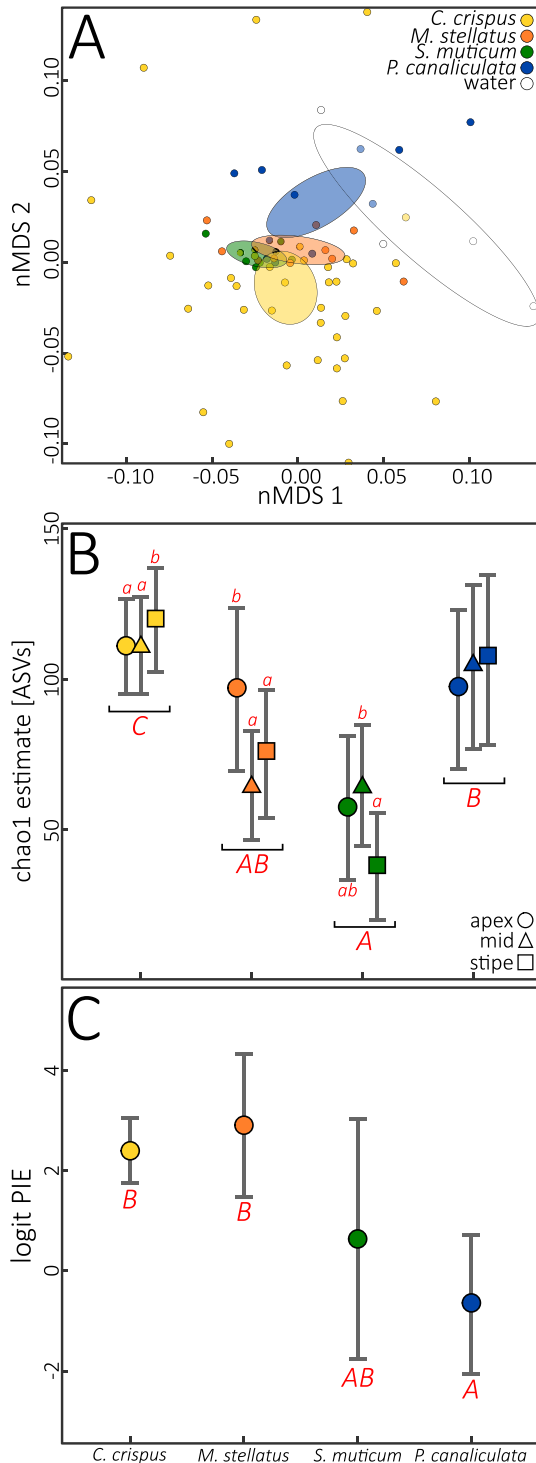 A
C. crispus
M. stellatus
S. muticum
P. canaliculata
water
nMDS 2
0.10
0.05
0.00
-0.05
-0.10
-0.10 -0.05 0.00 0.05 0.10
nMDS 1
B
chao1 estimate [ASVs]
150
100
50
a a b
C
b
a
a
AB
b
a
ab
A
B
apex
mid
stipe
C
logit PIE
4
2
0
-2
B
B
AB
A
C. crispus M. stellatus S. muticum P. canaliculata